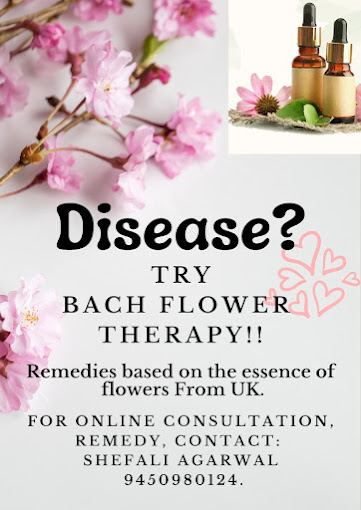 Disease?
TRY
BACH FLOWER
THERAPY!!
Remedies based on the essence of
flowers From UK.
FOR ONLINE CONSULTATION,
REMEDY, CONTACT:
SHEFALI AGARWAL
9450980124.